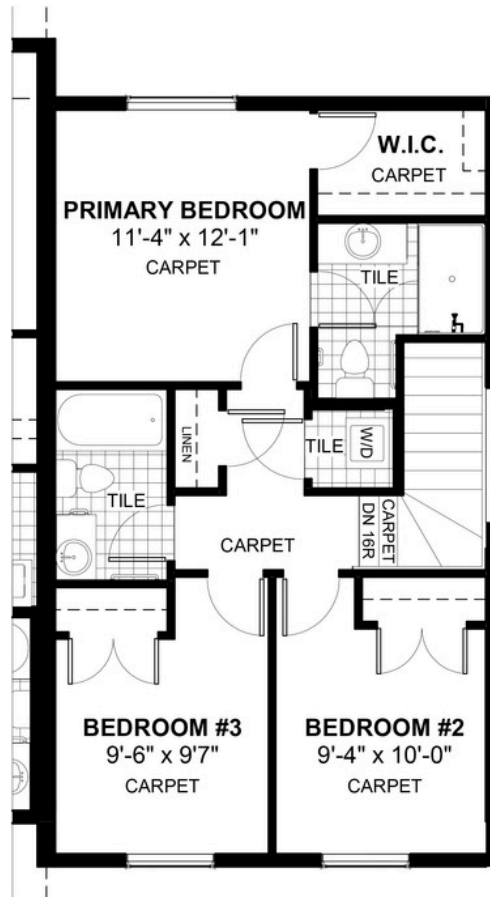 W.I.C.
CARPET
PRIMARY BEDROOM
11'-4" x 12'-1"
CARPET
TILE
LINEN
TILE
W/D
TILE
CARPET
CARPET
DN 16R
BEDROOM #3
9'-6" x 9'7"
CARPET
BEDROOM #2
9'-4" x 10'-0"
CARPET